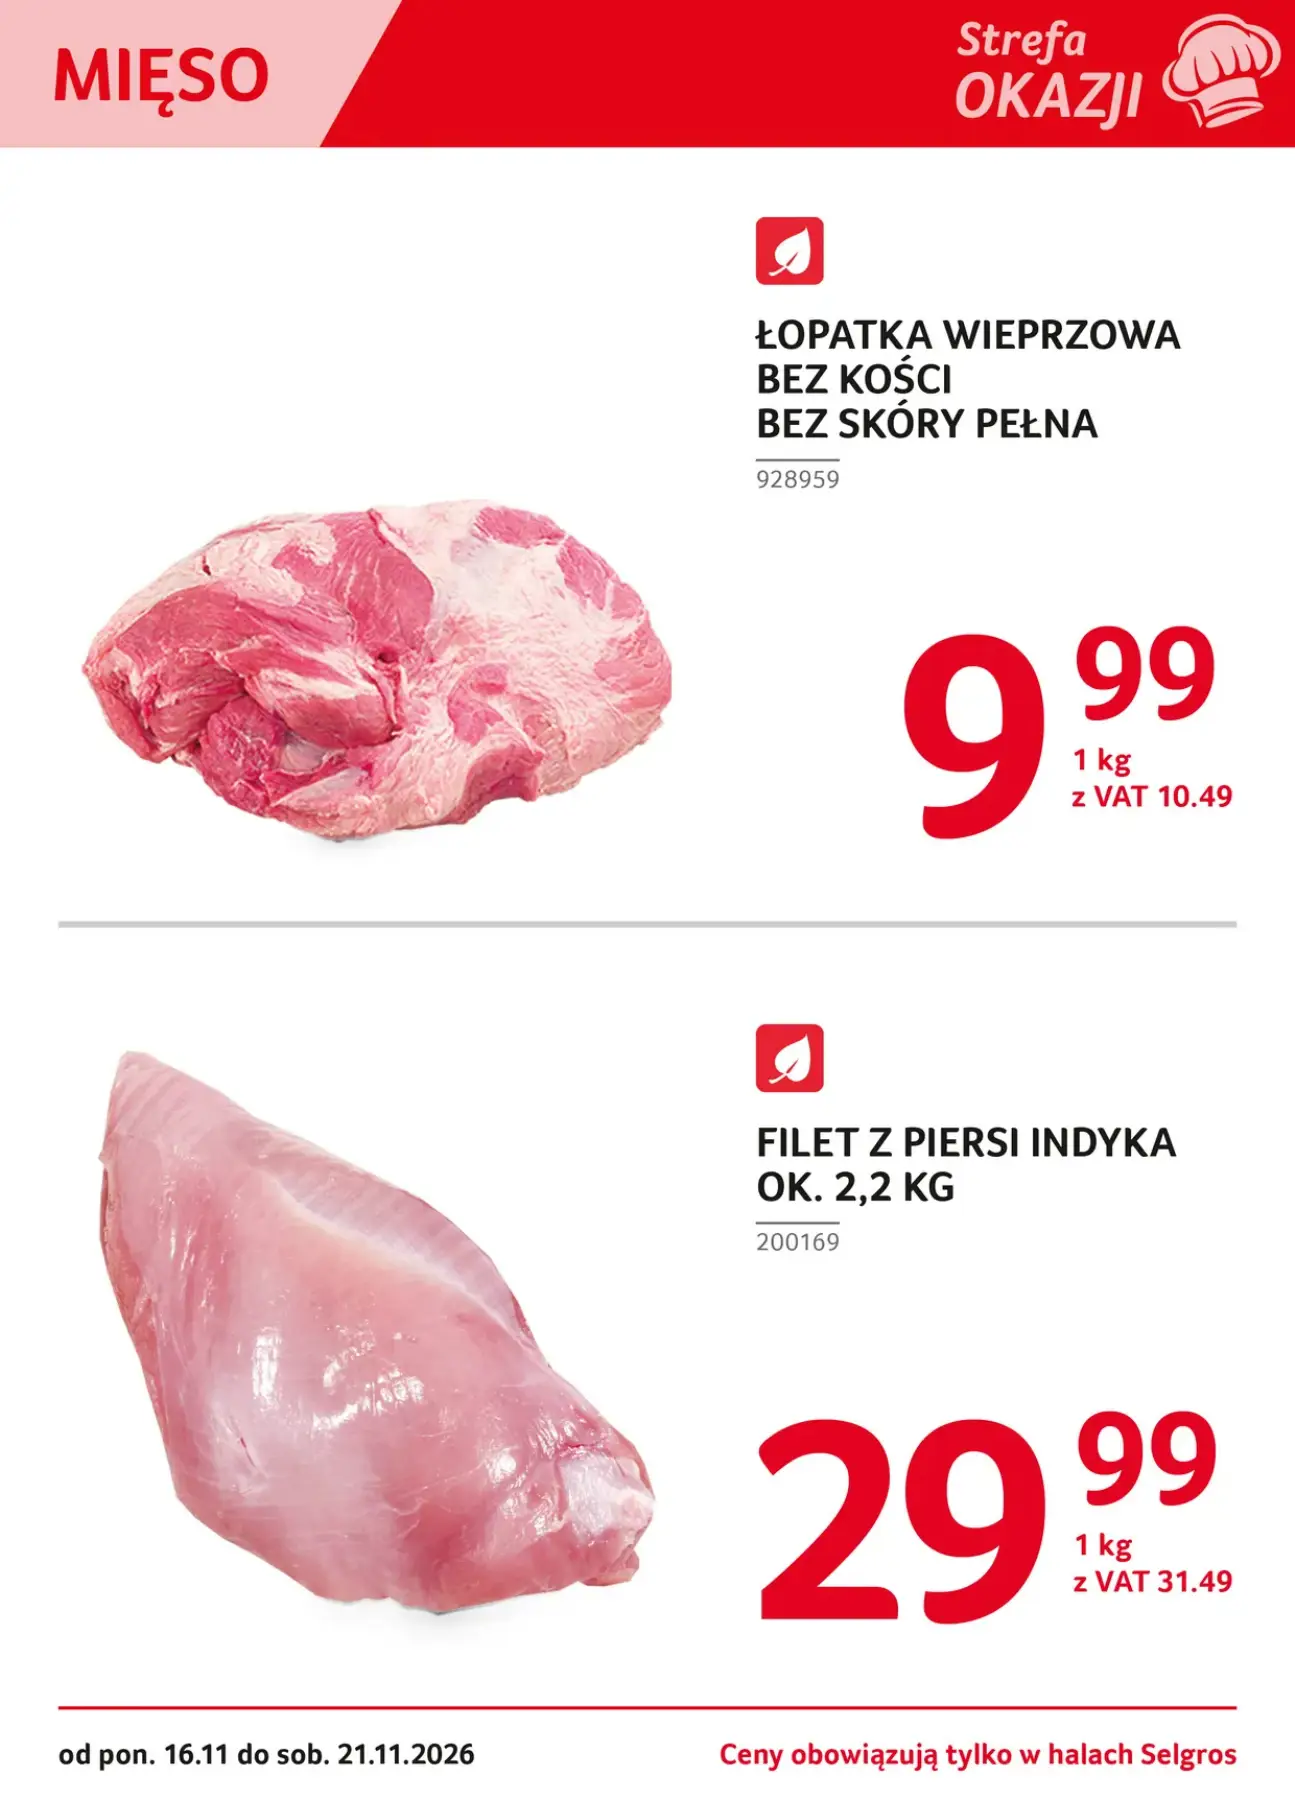 MIĘSO
Strefa
OKAZJI
ŁOPATKA WIEPRZOWA
BEZ KOŚCI
BEZ SKÓRY PEŁNA
928959
9 99
1 kg
z VAT 10.49
FILET Z PIERSI INDYKA
OK. 2,2 KG
200169
29 99
1 kg
z VAT 31.49
od pon. 16.11 do sob. 21.11.2026
Ceny obowiązują tylko w halach Selgros